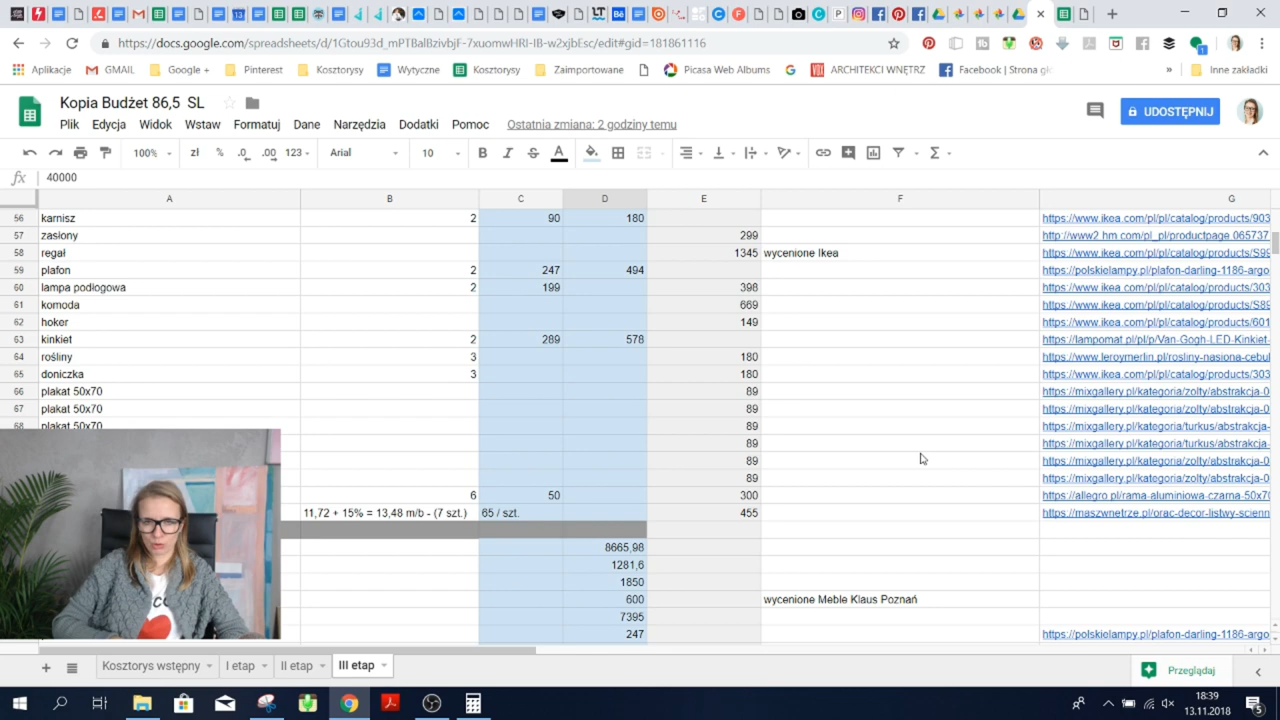 https://docs.google.com/spreadsheets/d/1Gtou93d_mPTBalBzivbjF-7xuomwHRI-IB-w2xjbEsc/edit#gid=181861116
Aplikacje GMAIL Google + Pinterest Kosztorysy Wytyczne Kosztorysy Zaimportowane Picasa Web Albums ARCHITEKCI WNĘTRZ Facebook | Strona Inne zakładki
Kopia Budżet 86,5 SL
Plik Edycja Widok Wstaw Formatuj Dane Narzędzia Dodatki Pomoc Ostatnia zmiana: 2 godziny temu
UDOSTĘPNIJ
100% zł % .0 .00 123 Arial 10
fx 40000
A B C D E F G
56 karnisz 2 90 180 https://www.ikea.com/pl/pl/catalog/products/903
57 zasłony 299 http://www2.hm.com/pl_pl/productpage.065737
58 regał 1345 wycenione Ikea https://www.ikea.com/pl/pl/catalog/products/S99
59 plafon 2 247 494 https://polskielampy.pl/plafon-darling-1186-argo
60 lampa podłogowa 2 199 398 https://www.ikea.com/pl/pl/catalog/products/303
61 komoda 669 https://www.ikea.com/pl/pl/catalog/products/S89
62 hoker 149 https://www.ikea.com/pl/pl/catalog/products/601
63 kinkiet 2 289 578 https://lampomat.pl/pl/p/Van-Gogh-LED-Kinkiet-
64 rośliny 3 180 https://www.leroymerlin.pl/rosliny-nasiona-cebul
65 doniczka 3 180 https://www.ikea.com/pl/pl/catalog/products/303
66 plakat 50x70 89 https://mixgallery.pl/kategoria/zolty/abstrakcja-0
67 plakat 50x70 89 https://mixgallery.pl/kategoria/zolty/abstrakcja-0
68 plakat 50x70 89 https://mixgallery.pl/kategoria/turkus/abstrakcja-
89 https://mixgallery.pl/kategoria/turkus/abstrakcja-
89 https://mixgallery.pl/kategoria/zolty/abstrakcja-0
89 https://mixgallery.pl/kategoria/zolty/abstrakcja-0
6 50 300 https://allegro.pl/rama-aluminiowa-czarna-50x70
11,72 + 15% = 13,48 m/b - (7 szt.) 65 / szt. 455 https://maszwnetrze.pl/orac-decor-listwy-scienn
8665,98
1281,6
1850
600 wycenione Meble Klaus Poznań
7395
247 https://polskielampy.pl/plafon-darling-1186-argo
Kosztorys wstępny I etap II etap III etap
Przeglądaj
18:39
13.11.2018
5